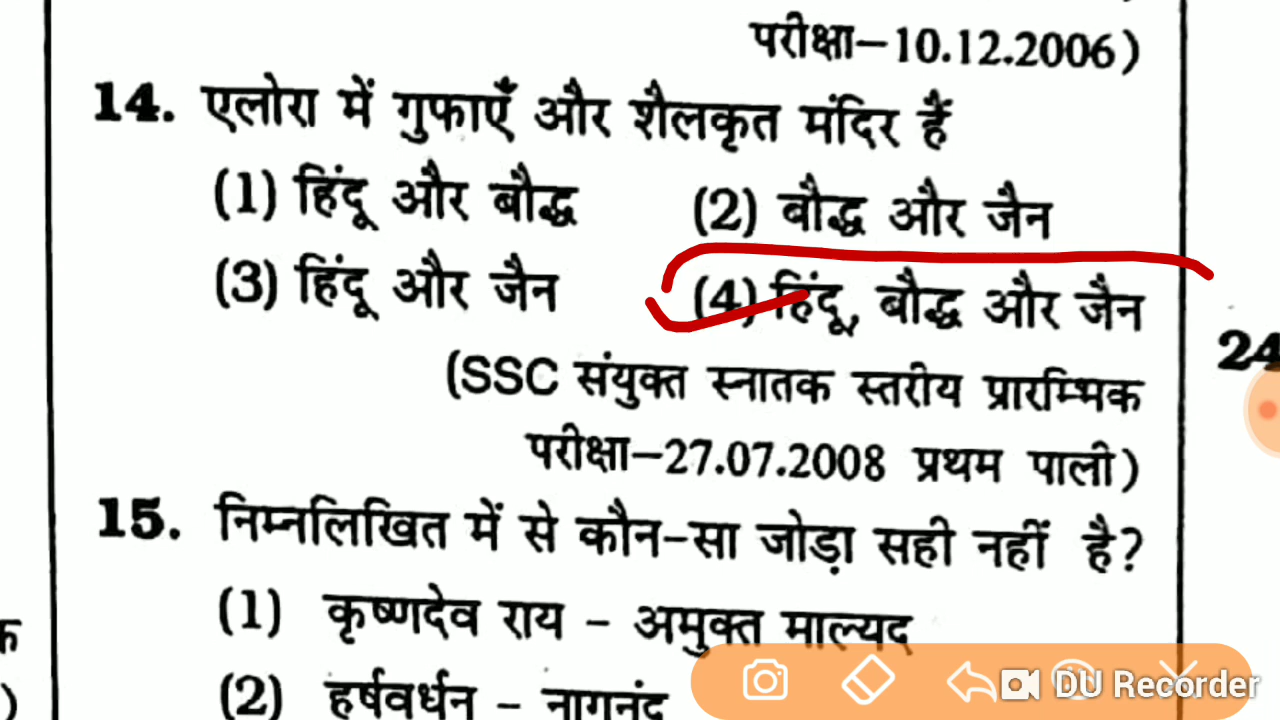 परीक्षा–10.12.2006)
14. एलोरा में गुफाएँ और शैलकृत मंदिर हैं
(1) हिंदू और बौद्ध (2) बौद्ध और जैन
(3) हिंदू और जैन (4) हिंदू, बौद्ध और जैन
(SSC संयुक्त स्नातक स्तरीय प्रारम्भिक
परीक्षा–27.07.2008 प्रथम पाली)
15. निम्नलिखित में से कौन-सा जोड़ा सही नहीं है?
(1) कृष्णदेव राय – अमुक्त माल्यद
(2) हर्षवर्धन – नागनंद
24
DU Recorder